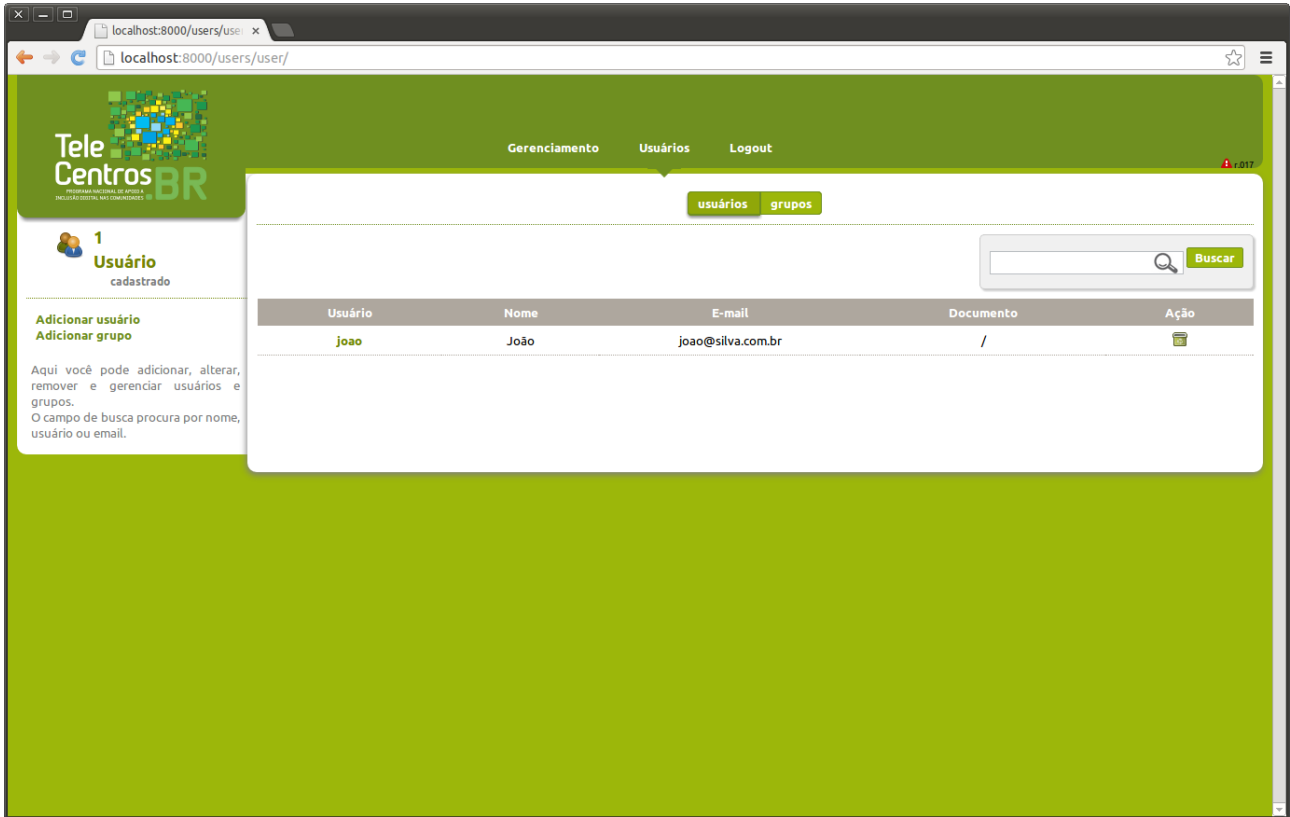 localhost:8000/users/use
localhost:8000/users/user/
Tele
Centros
.BR
PROGRAMA NACIONAL DE APOIO À
INCLUSÃO DIGITAL NAS COMUNIDADES
Gerenciamento Usuários Logout
r.017
usuários grupos
1
Usuário
cadastrado
Buscar
Adicionar usuário
Adicionar grupo
Aqui você pode adicionar, alterar,
remover e gerenciar usuários e
grupos.
O campo de busca procura por nome,
usuário ou email.
Usuário Nome E-mail Documento Ação
joao João joao@silva.com.br /